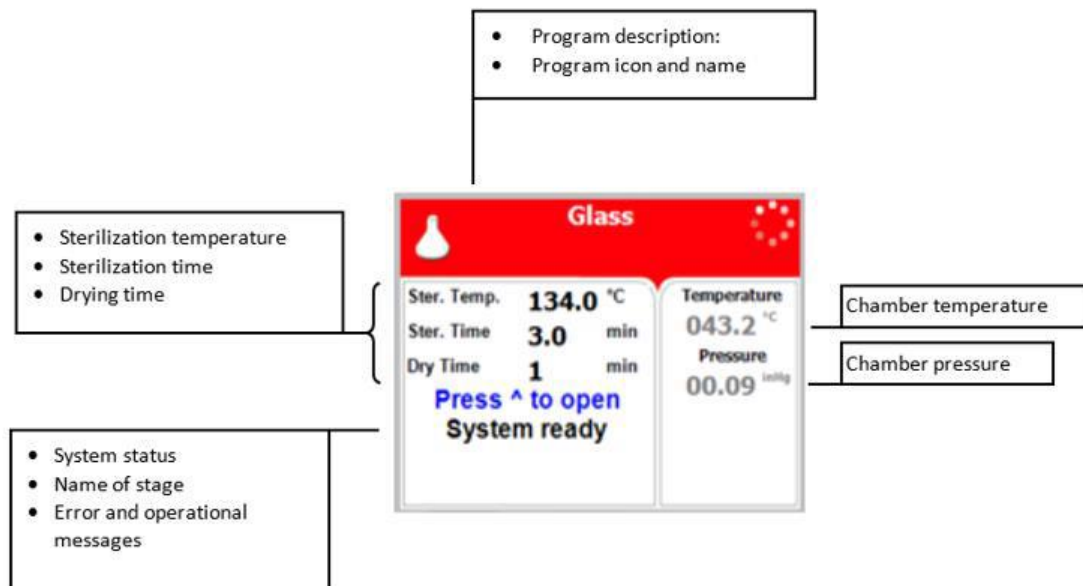 • Program description:
• Program icon and name
• Sterilization temperature
• Sterilization time
• Drying time
Glass
Ster. Temp. 134.0 °C
Ster. Time 3.0 min
Dry Time 1 min
Press ^ to open
System ready
Temperature
043.2 °C
Pressure
00.09 inHg
Chamber temperature
Chamber pressure
• System status
• Name of stage
• Error and operational
messages